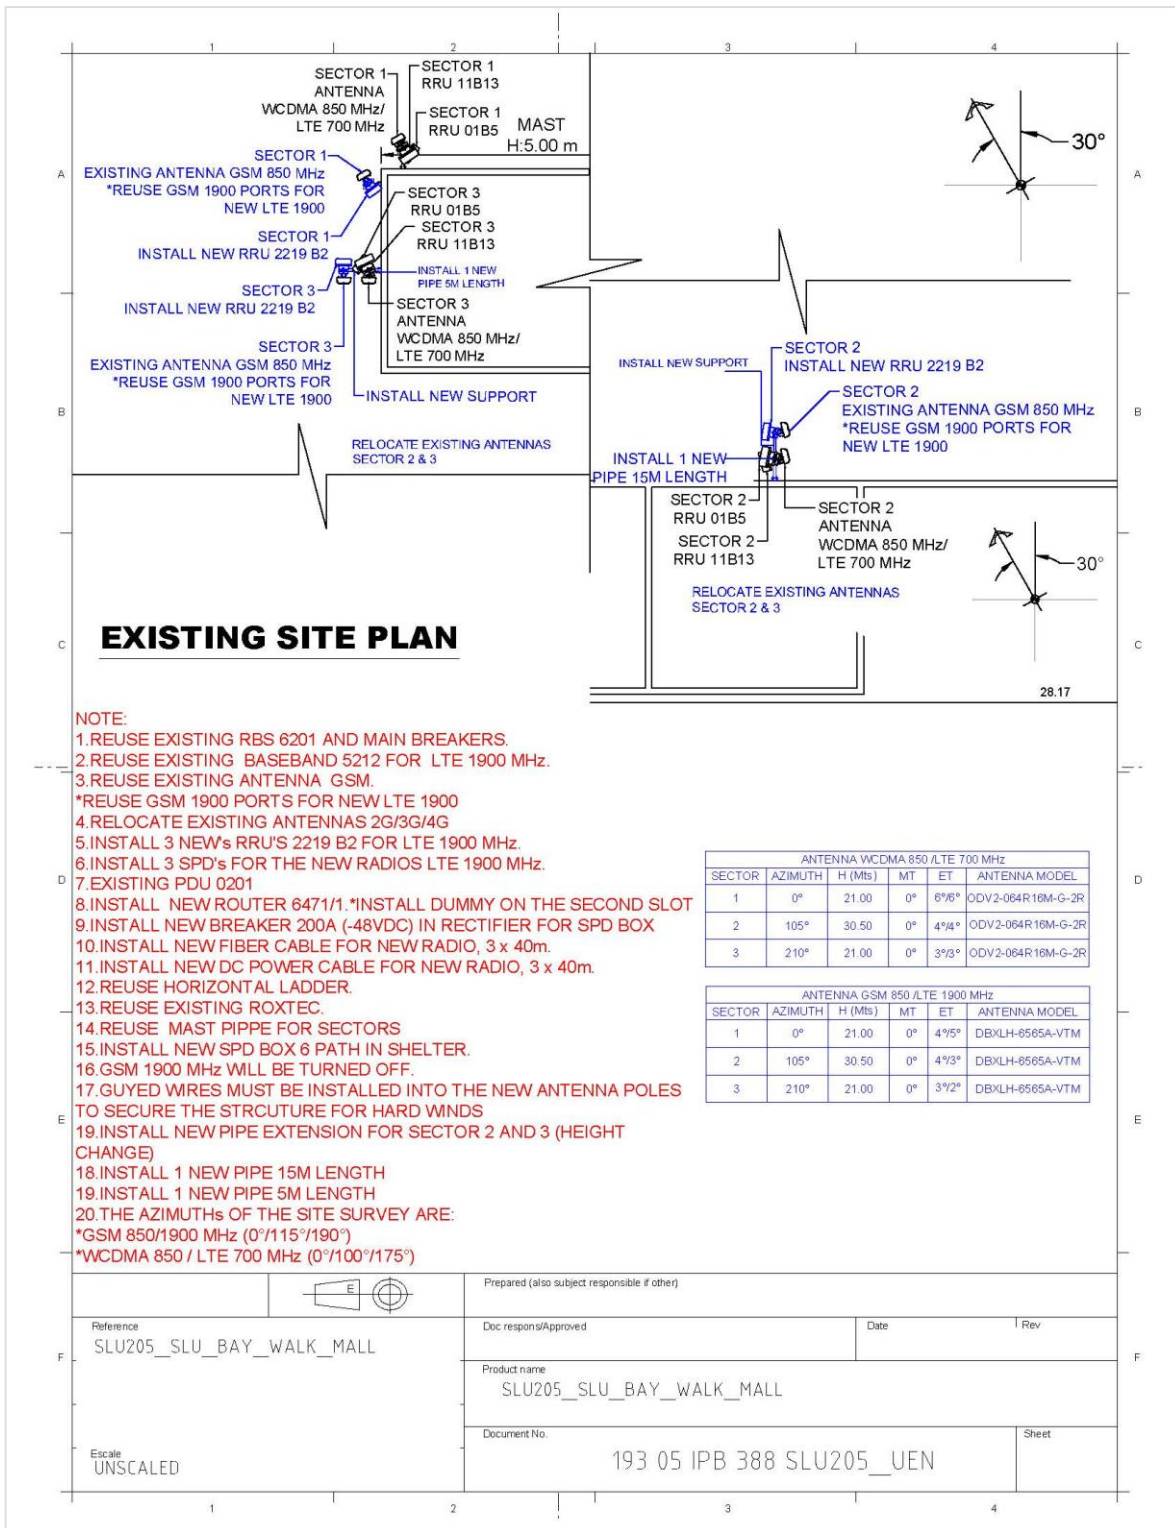 1
2
3
4
SECTOR 1
ANTENNA
WCDMA 850 MHz/
LTE 700 MHz
SECTOR 1
RRU 11B13
SECTOR 1
RRU 01B5
MAST
H:5.00 m
30°
A
A
SECTOR 1
EXISTING ANTENNA GSM 850 MHz
*REUSE GSM 1900 PORTS FOR
NEW LTE 1900
SECTOR 1
INSTALL NEW RRU 2219 B2
SECTOR 3
RRU 01B5
SECTOR 3
RRU 11B13
INSTALL 1 NEW
PIPE 5M LENGTH
SECTOR 3
INSTALL NEW RRU 2219 B2
SECTOR 3
ANTENNA
WCDMA 850 MHz/
LTE 700 MHz
SECTOR 3
EXISTING ANTENNA GSM 850 MHz
*REUSE GSM 1900 PORTS FOR
NEW LTE 1900
INSTALL NEW SUPPORT
INSTALL NEW SUPPORT
SECTOR 2
INSTALL NEW RRU 2219 B2
SECTOR 2
EXISTING ANTENNA GSM 850 MHz
*REUSE GSM 1900 PORTS FOR
NEW LTE 1900
B
B
RELOCATE EXISTING ANTENNAS
SECTOR 2 & 3
INSTALL 1 NEW
PIPE 15M LENGTH
SECTOR 2
RRU 01B5
SECTOR 2
RRU 11B13
SECTOR 2
ANTENNA
WCDMA 850 MHz/
LTE 700 MHz
30°
RELOCATE EXISTING ANTENNAS
SECTOR 2 & 3
EXISTING SITE PLAN
C
C
28.17
NOTE:
1.REUSE EXISTING RBS 6201 AND MAIN BREAKERS.
2.REUSE EXISTING BASEBAND 5212 FOR LTE 1900 MHz.
3.REUSE EXISTING ANTENNA GSM.
*REUSE GSM 1900 PORTS FOR NEW LTE 1900
4.RELOCATE EXISTING ANTENNAS 2G/3G/4G
5.INSTALL 3 NEW's RRU'S 2219 B2 FOR LTE 1900 MHz.
6.INSTALL 3 SPD's FOR THE NEW RADIOS LTE 1900 MHz.
7.EXISTING PDU 0201
8.INSTALL NEW ROUTER 6471/1.*INSTALL DUMMY ON THE SECOND SLOT
9.INSTALL NEW BREAKER 200A (-48VDC) IN RECTIFIER FOR SPD BOX
10.INSTALL NEW FIBER CABLE FOR NEW RADIO, 3 x 40m.
11.INSTALL NEW DC POWER CABLE FOR NEW RADIO, 3 x 40m.
12.REUSE HORIZONTAL LADDER.
13.REUSE EXISTING ROXTEC.
14.REUSE MAST PIPPE FOR SECTORS
15.INSTALL NEW SPD BOX 6 PATH IN SHELTER.
16.GSM 1900 MHz WILL BE TURNED OFF.
17.GUYED WIRES MUST BE INSTALLED INTO THE NEW ANTENNA POLES
TO SECURE THE STRCUTURE FOR HARD WINDS
19.INSTALL NEW PIPE EXTENSION FOR SECTOR 2 AND 3 (HEIGHT
CHANGE)
18.INSTALL 1 NEW PIPE 15M LENGTH
19.INSTALL 1 NEW PIPE 5M LENGTH
20.THE AZIMUTHs OF THE SITE SURVEY ARE:
*GSM 850/1900 MHz (0°/115°/190°)
*WCDMA 850 / LTE 700 MHz (0°/100°/175°)
D
D
ANTENNA WCDMA 850 /LTE 700 MHz
SECTOR AZIMUTH H (Mts) MT ET ANTENNA MODEL
1 0° 21.00 0° 6°/6° ODV2-064R16M-G-2R
2 105° 30.50 0° 4°/4° ODV2-064R16M-G-2R
3 210° 21.00 0° 3°/3° ODV2-064R16M-G-2R
ANTENNA GSM 850 /LTE 1900 MHz
SECTOR AZIMUTH H (Mts) MT ET ANTENNA MODEL
1 0° 21.00 0° 4°/5° DBXLH-6565A-VTM
2 105° 30.50 0° 4°/3° DBXLH-6565A-VTM
3 210° 21.00 0° 3°/2° DBXLH-6565A-VTM
E
E
E
Prepared (also subject responsible if other)
Reference
SLU205_SLU_BAY_WALK_MALL
Doc respons/Approved
Date
Rev
F
F
Product name
SLU205_SLU_BAY_WALK_MALL
Escale
UNSCALED
Document No.
193 05 IPB 388 SLU205_UEN
Sheet
1
2
3
4